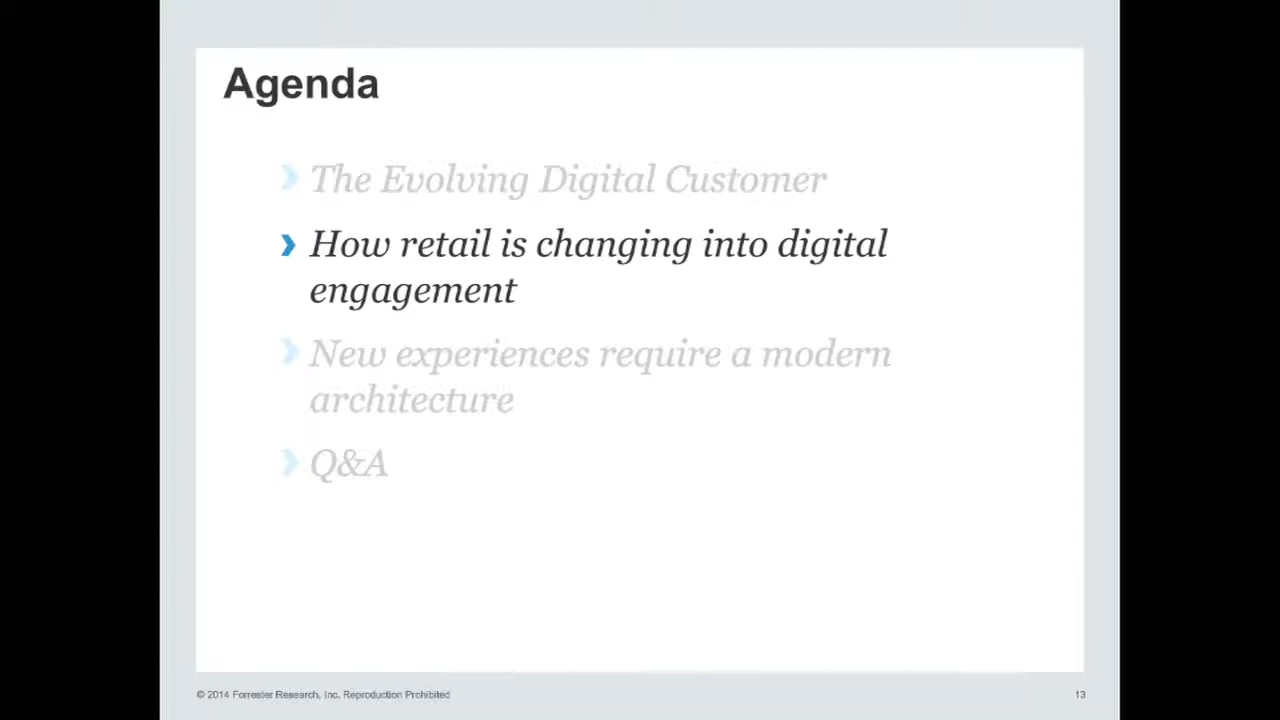 Agenda
The Evolving Digital Customer
How retail is changing into digital
engagement
New experiences require a modern
architecture
Q&A
© 2014 Forrester Research, Inc. Reproduction Prohibited
13